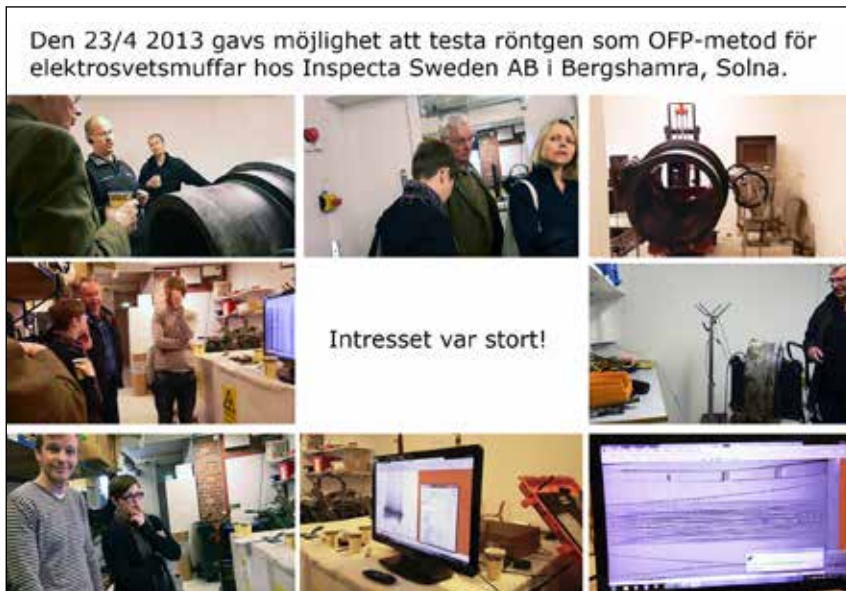 Den 23/4 2013 gavs möjlighet att testa röntgen som OFP-metod för
elektrosvetsmuffar hos Inspecta Sweden AB i Bergshamra, Solna.
Intresset var stort!